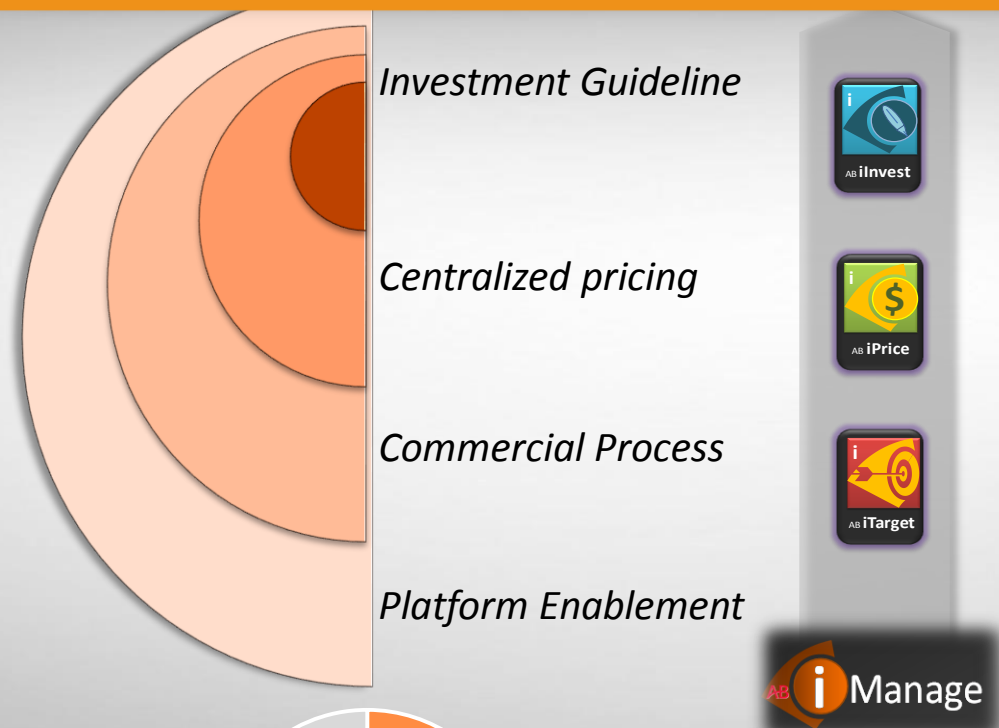 Investment Guideline
i
AB iInvest
Centralized pricing
i
$
AB iPrice
Commercial Process
i
AB iTarget
Platform Enablement
AB i Manage